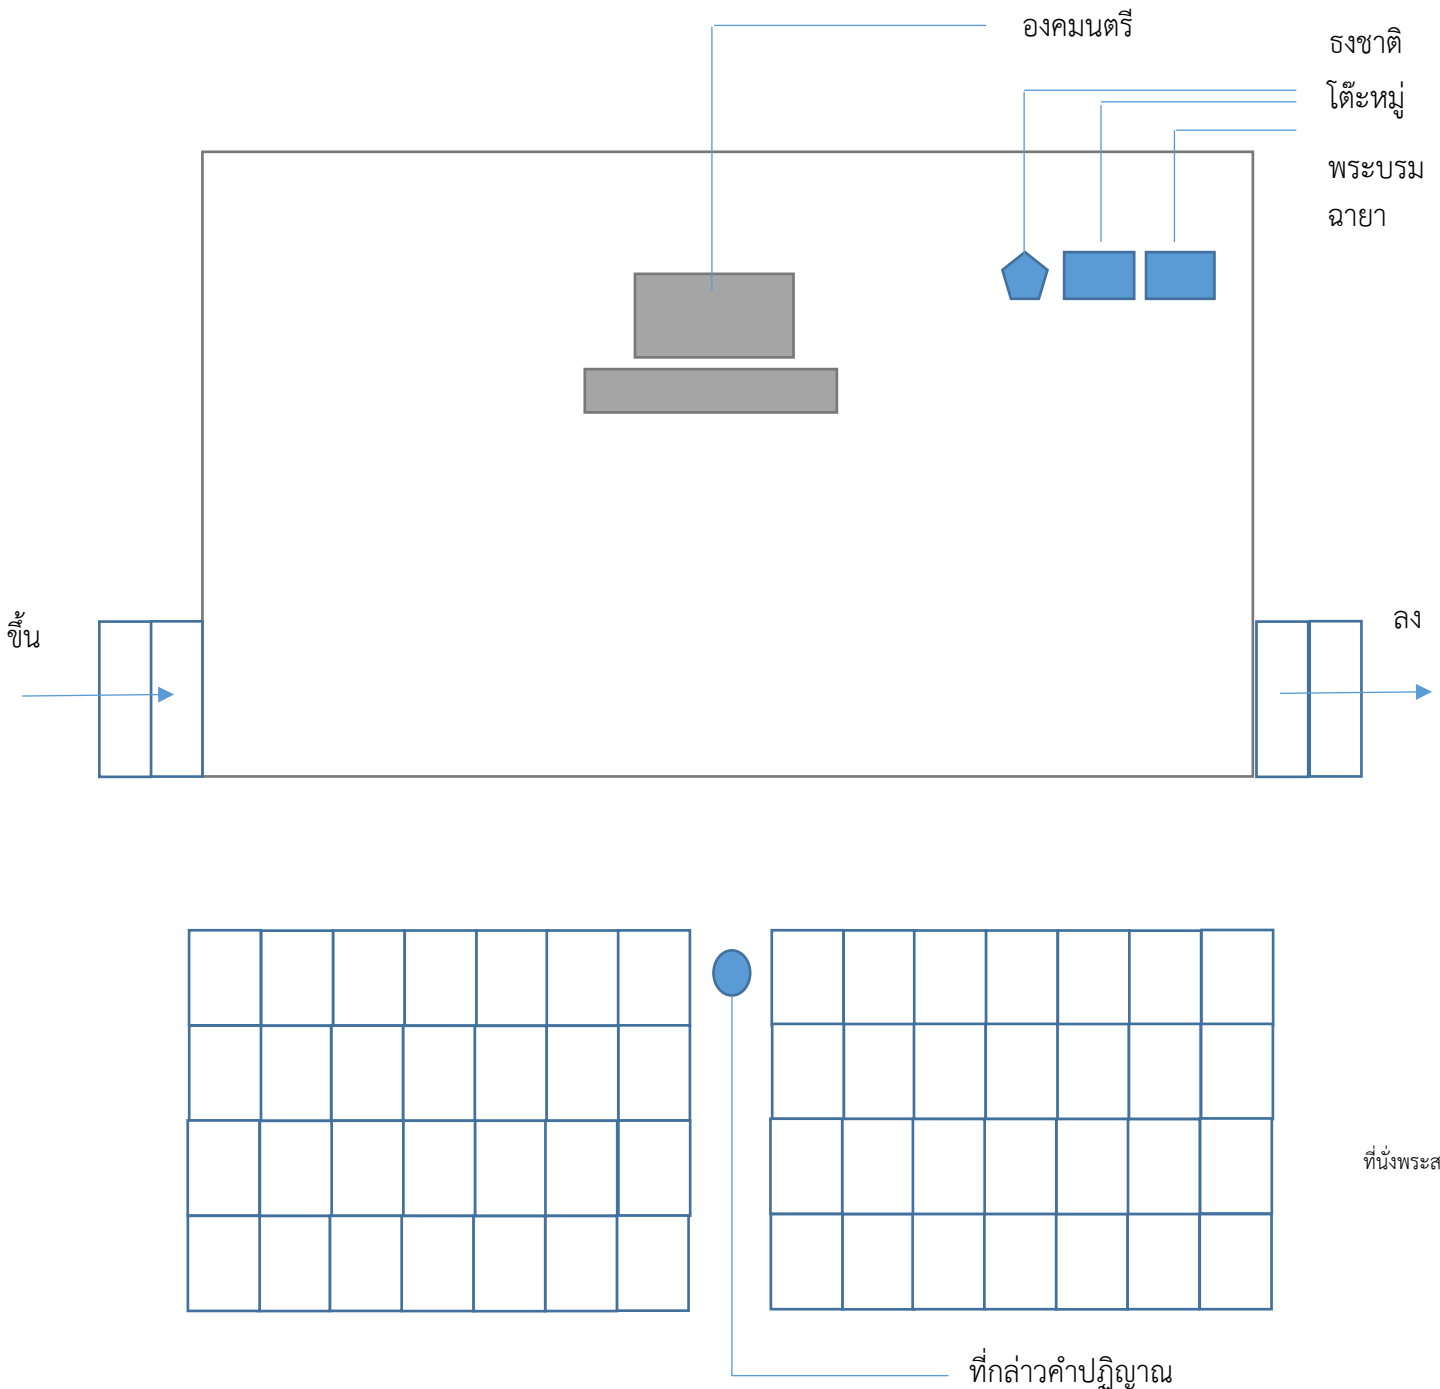 องคมนตรี
ธงชาติ
โต๊ะหมู่
พระบรม
ฉายา
ขึ้น
ลง
ที่นั่งพระส
ที่กล่าวคำปฏิญาณ